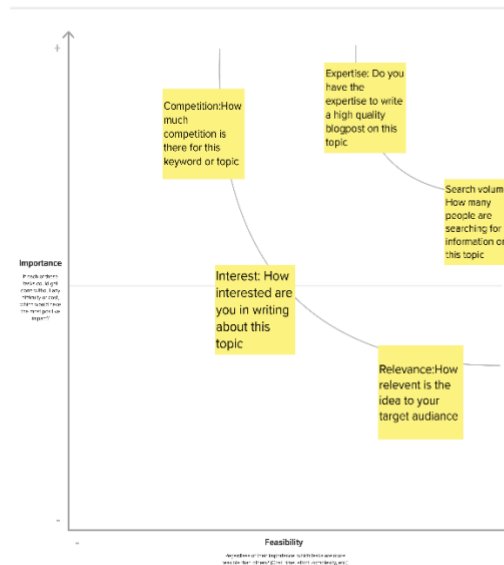 +
Expertise: Do you
have the
expertise to write
a high quality
blogpost on this
topic
Competition:How
much
competition is
there for this
keyword or topic
Search volum
How many
people are
searching for
information or
this topic
Importance
Interest: How
interested are
you in writing
about this
topic
Relevance:How
relevent is the
idea to your
target audiance
-
-
Feasibility